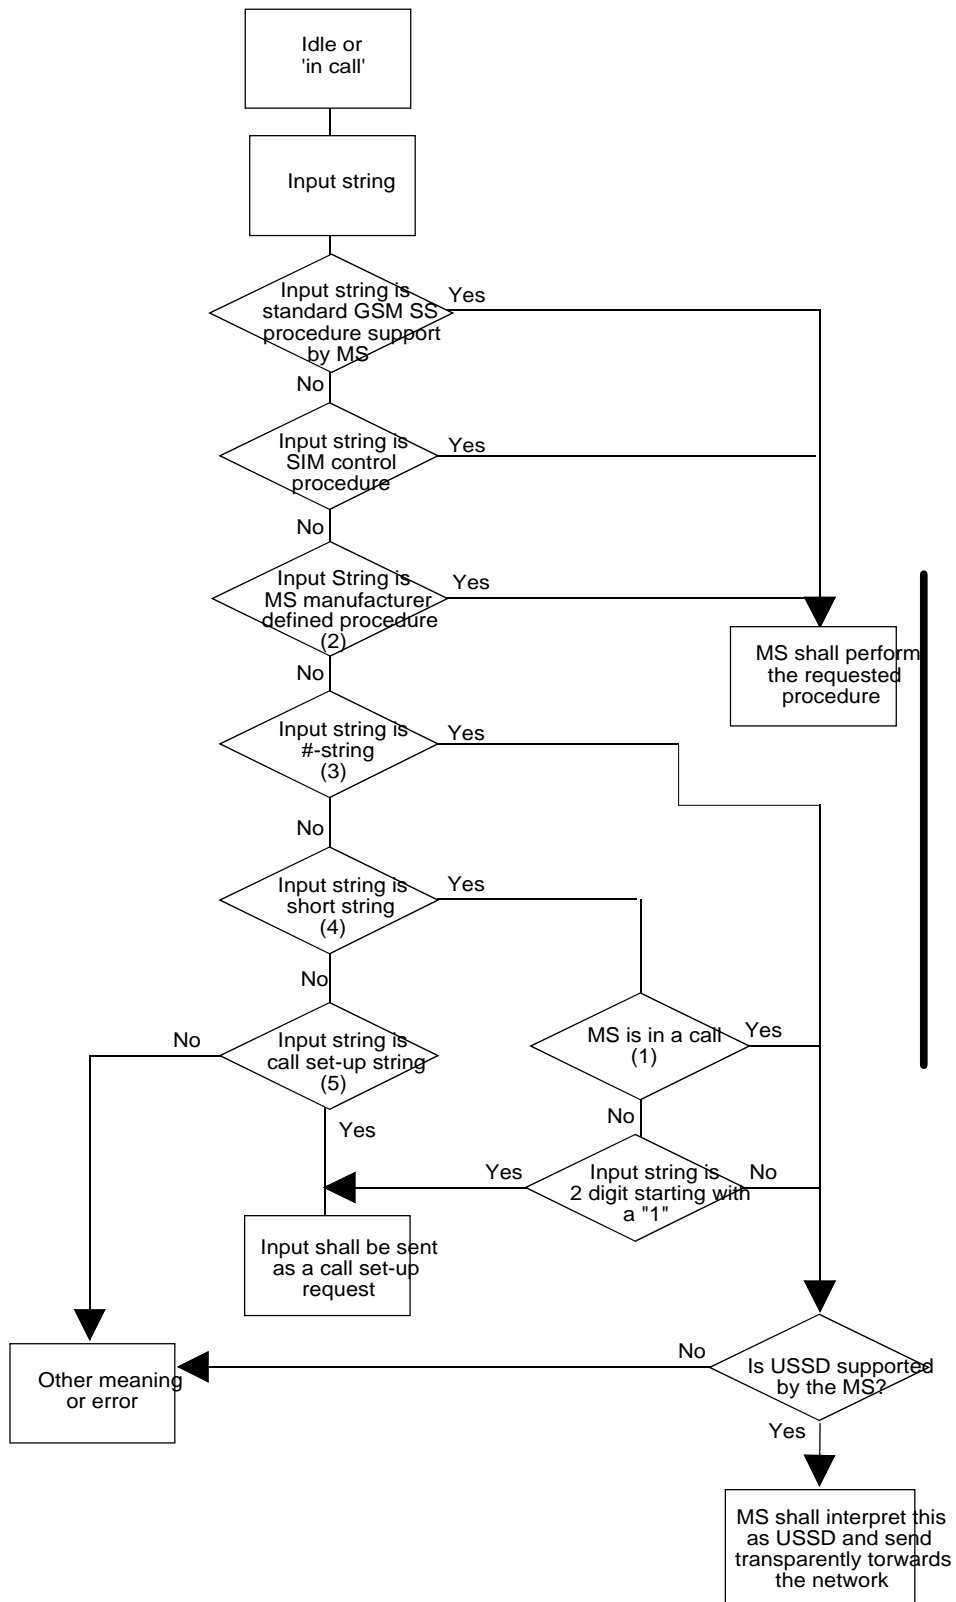 Idle or
'in call'
Input string
Input string is
standard GSM SS
procedure support
by MS
Yes
No
Input string is
SIM control
procedure
Yes
No
Input String is
MS manufacturer
defined procedure
(2)
Yes
No
MS shall perform
the requested
procedure
Input string is
#-string
(3)
Yes
No
Input string is
short string
(4)
Yes
No
Input string is
call set-up string
(5)
No
Yes
MS is in a call
(1)
Yes
No
Input string is
2 digit starting with
a "1"
Yes
No
Input shall be sent
as a call set-up
request
Is USSD supported
by the MS?
No
Yes
Other meaning
or error
MS shall interpret this
as USSD and send
transparently torwards
the network